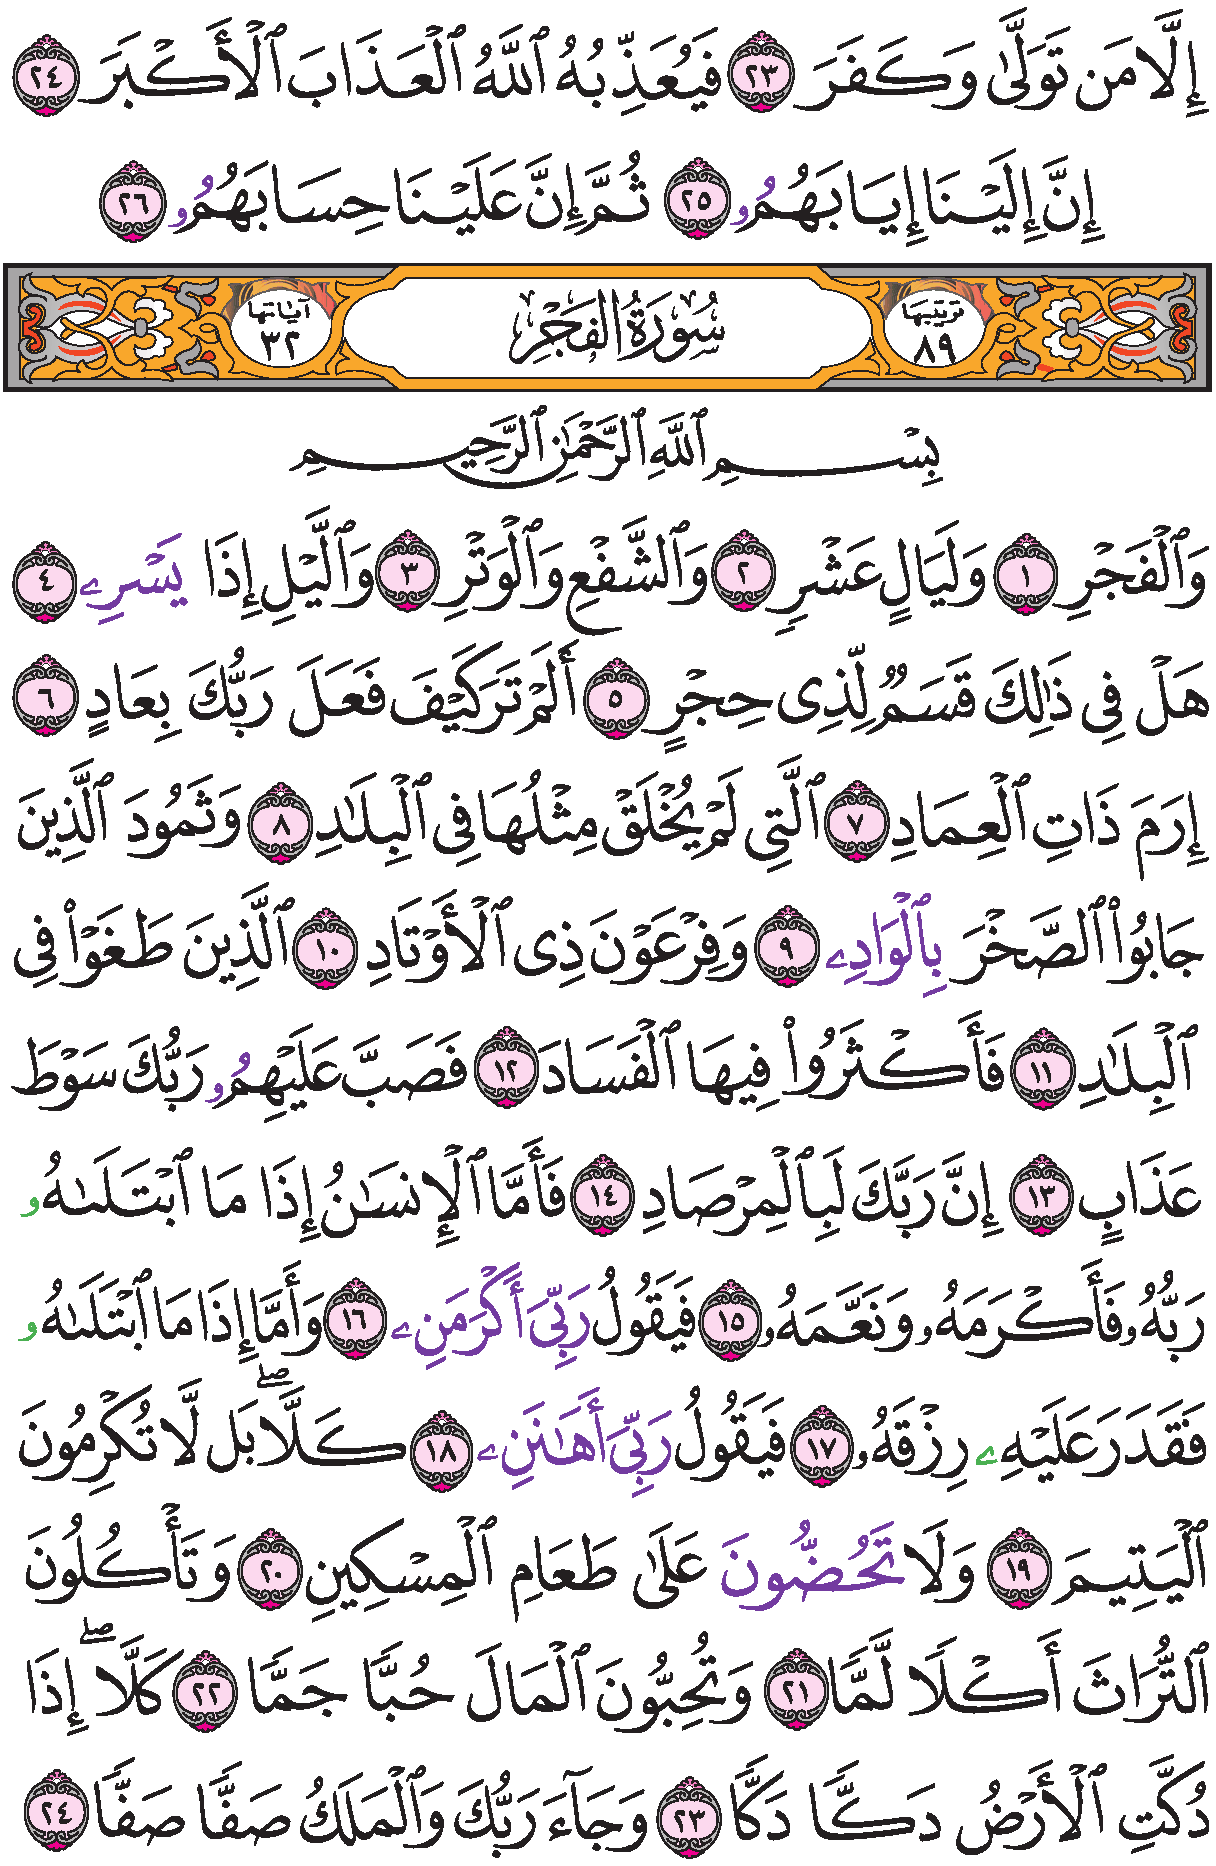 إِلَّا مَن تَوَلَّىٰ وَكَفَرَ ٢٣ فَيُعَذِّبُهُ ٱللَّهُ ٱلْعَذَابَ ٱلْأَكْبَرَ ٢٤
إِنَّ إِلَيْنَا إِيَابَهُمُۥ ٢٥ ثُمَّ إِنَّ عَلَيْنَا حِسَابَهُمُۥ ٢٦
ترتيبها ٨٩ سُورَةُ الفَجْرِ آياتها ٣٢
بِسْمِ ٱللَّهِ ٱلرَّحْمَٰنِ ٱلرَّحِيمِ
وَٱلْفَجْرِ ١ وَلَيَالٍ عَشْرٍ ٢ وَٱلشَّفْعِ وَٱلْوَتْرِ ٣ وَٱلَّيْلِ إِذَا يَسْرِۦ ٤
هَلْ فِى ذَٰلِكَ قَسَمٌ لِّذِى حِجْرٍ ٥ أَلَمْ تَرَ كَيْفَ فَعَلَ رَبُّكَ بِعَادٍ ٦
إِرَمَ ذَاتِ ٱلْعِمَادِ ٧ ٱلَّتِى لَمْ يُخْلَقْ مِثْلُهَا فِى ٱلْبِلَٰدِ ٨ وَثَمُودَ ٱلَّذِينَ
جَابُوا۟ ٱلصَّخْرَ بِٱلْوَادِۦ ٩ وَفِرْعَوْنَ ذِى ٱلْأَوْتَادِ ١٠ ٱلَّذِينَ طَغَوْا۟ فِى
ٱلْبِلَٰدِ ١١ فَأَكْثَرُوا۟ فِيهَا ٱلْفَسَادَ ١٢ فَصَبَّ عَلَيْهِمُۥ رَبُّكَ سَوْطَ
عَذَابٍ ١٣ إِنَّ رَبَّكَ لَبِٱلْمِرْصَادِ ١٤ فَأَمَّا ٱلْإِنسَٰنُ إِذَا مَا ٱبْتَلَىٰهُۥ
رَبُّهُۥ فَأَكْرَمَهُۥ وَنَعَّمَهُۥ ١٥ فَيَقُولُ رَبِّىَ أَكْرَمَنِۦ ١٦ وَأَمَّا إِذَا مَا ٱبْتَلَىٰهُۥ
فَقَدَرَ عَلَيْهِۦ رِزْقَهُۥ ١٧ فَيَقُولُ رَبِّىَ أَهَٰنَنِۦ ١٨ كَلَّاۖ بَل لَّا تُكْرِمُونَ
ٱلْيَتِيمَ ١٩ وَلَا تَحُضُّونَ عَلَىٰ طَعَامِ ٱلْمِسْكِينِ ٢٠ وَتَأْكُلُونَ
ٱلتُّرَاثَ أَكْلًا لَّمًّا ٢١ وَتُحِبُّونَ ٱلْمَالَ حُبًّا جَمًّا ٢٢ كَلَّاۖ إِذَا
دُكَّتِ ٱلْأَرْضُ دَكًّا دَكًّا ٢٣ وَجَآءَ رَبُّكَ وَٱلْمَلَكُ صَفًّا صَفًّا ٢٤